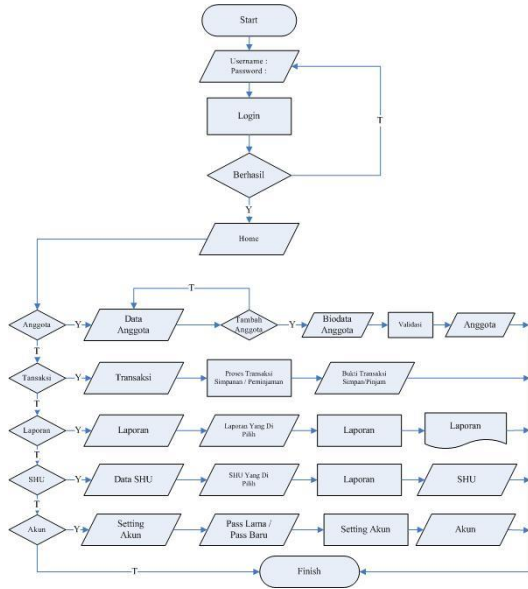 Start
Username :
Password :
Login
T
Berhasil
Y
Home
T
Anggota
Y
Data
Anggota
Tambah
Anggota
Y
Biodata
Anggota
Validasi
Anggota
T
Tansaksi
Y
Transaksi
Proses Transaksi
Simpanan / Peminjaman
Bukti Transaksi
Simpan/Pinjam
T
Laporan
Y
Laporan
Laporan Yang Di
Pilih
Laporan
Laporan
T
SHU
Y
Data SHU
SHU Yang Di
Pilih
Laporan
SHU
T
Akun
Y
Setting
Akun
Pass Lama /
Pass Baru
Setting Akun
Akun
T
Finish